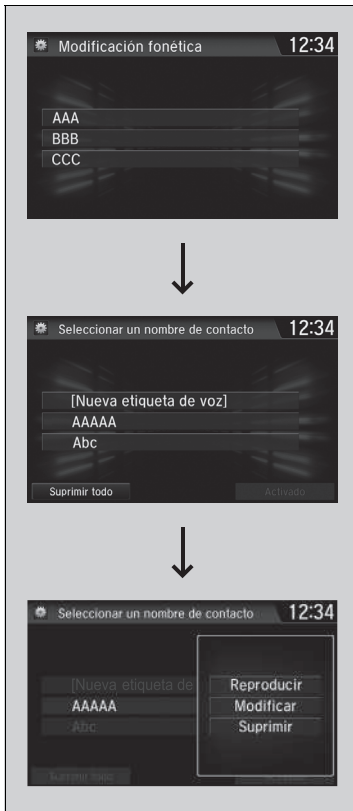 Modificación fonética 12:34
AAA
BBB
CCC
Seleccionar un nombre de contacto 12:34
[Nueva etiqueta de voz]
AAAAA
Abc
Suprimir todo Activado
Seleccionar un nombre de contacto 12:34
[Nueva etiqueta de Reproducir
AAAAA Modificar
Abc Suprimir
Suprimir todo